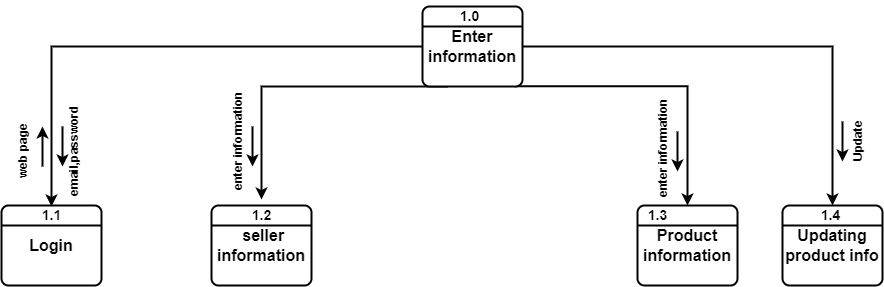 1.0
Enter
information
web page
email,password
enter information
enter information
Update
1.1
Login
1.2
seller
information
1.3
Product
information
1.4
Updating
product info